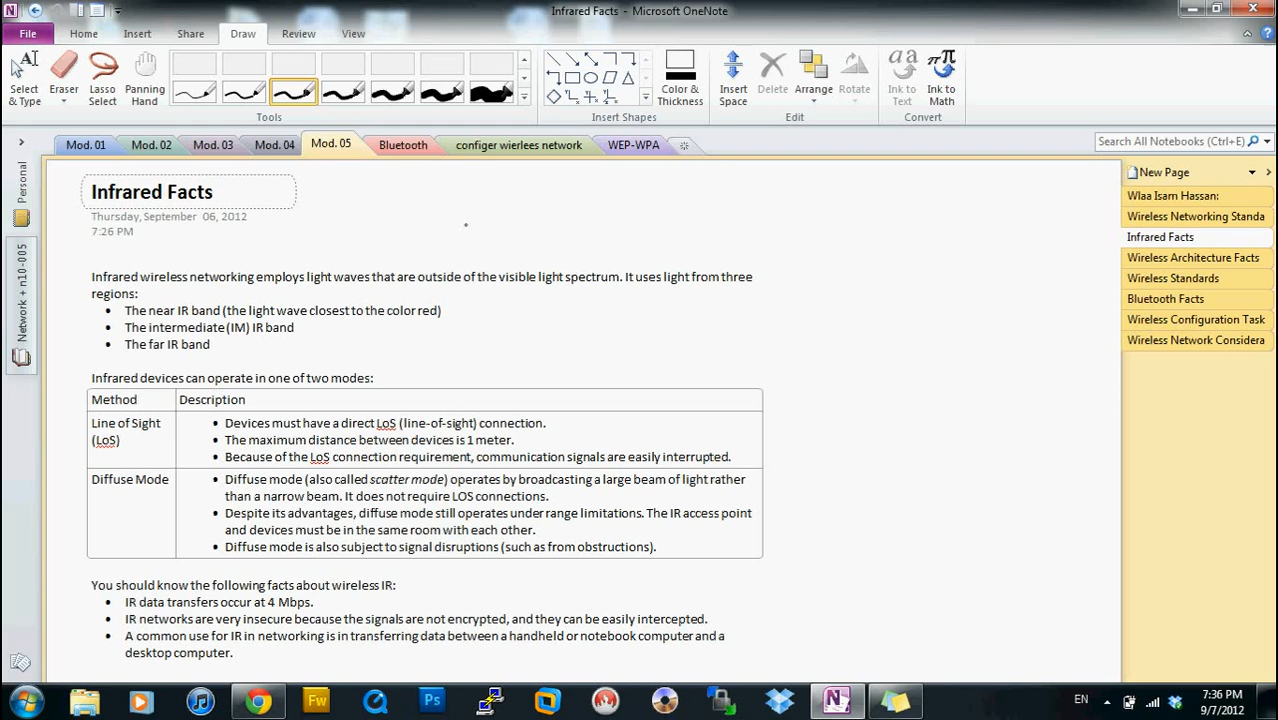 Infrared Facts - Microsoft OneNote
File Home Insert Share Draw Review View
Select & Type
Eraser
Lasso Select
Panning Hand
Color & Thickness
Insert Space
Delete
Arrange
Rotate
Ink to Text
Ink to Math
Tools
Insert Shapes
Edit
Convert
Mod. 01 Mod. 02 Mod. 03 Mod. 04 Mod. 05 Bluetooth configer wierlees network WEP-WPA
Search All Notebooks (Ctrl+E)
Personal
Network + n10-005
Infrared Facts
Thursday, September 06, 2012
7:26 PM
Infrared wireless networking employs light waves that are outside of the visible light spectrum. It uses light from three
regions:
• The near IR band (the light wave closest to the color red)
• The intermediate (IM) IR band
• The far IR band
Infrared devices can operate in one of two modes:
Method Description
Line of Sight
(LoS)
• Devices must have a direct LoS (line-of-sight) connection.
• The maximum distance between devices is 1 meter.
• Because of the LoS connection requirement, communication signals are easily interrupted.
Diffuse Mode
• Diffuse mode (also called scatter mode) operates by broadcasting a large beam of light rather
than a narrow beam. It does not require LOS connections.
• Despite its advantages, diffuse mode still operates under range limitations. The IR access point
and devices must be in the same room with each other.
• Diffuse mode is also subject to signal disruptions (such as from obstructions).
You should know the following facts about wireless IR:
• IR data transfers occur at 4 Mbps.
• IR networks are very insecure because the signals are not encrypted, and they can be easily intercepted.
• A common use for IR in networking is in transferring data between a handheld or notebook computer and a
desktop computer.
New Page
Wlaa Isam Hassan:
Wireless Networking Standa
Infrared Facts
Wireless Architecture Facts
Wireless Standards
Bluetooth Facts
Wireless Configuration Task
Wireless Network Considera
Fw
Ps
EN
7:36 PM
9/7/2012